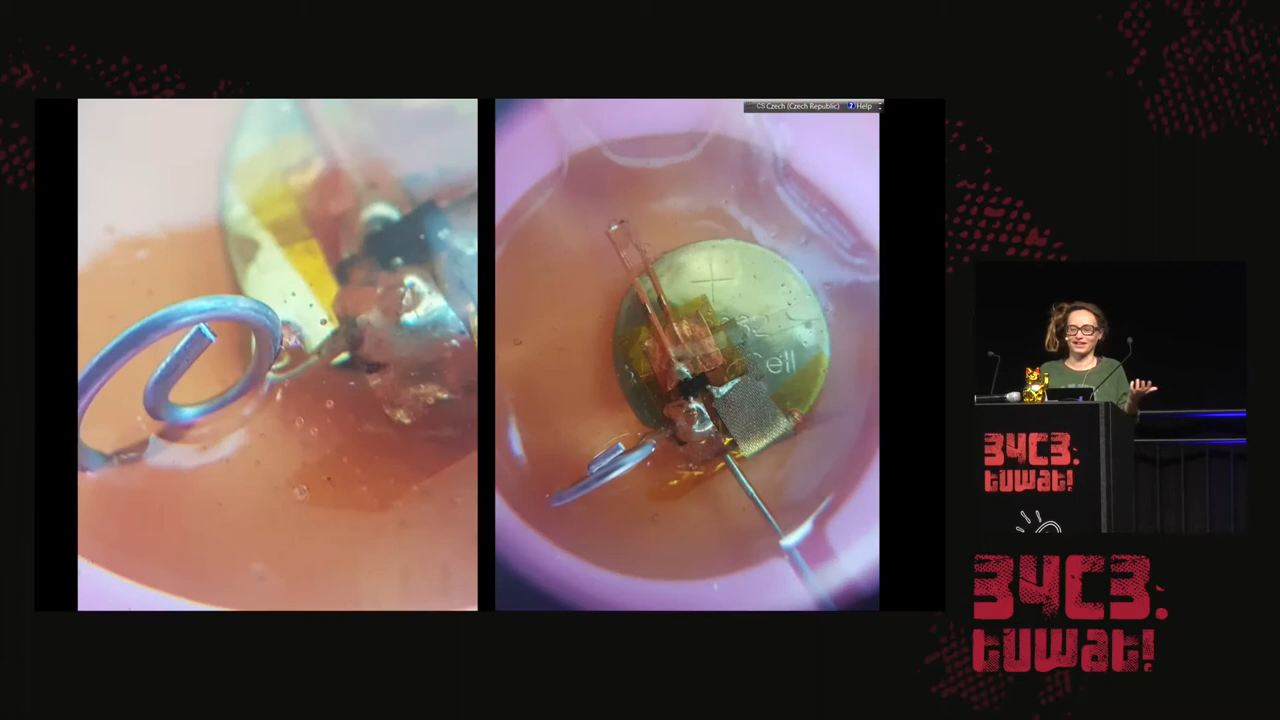 CS Czech (Czech Republic) ? Help
+
Cell
34C3.
tuwat!
34C3.
tuwat!